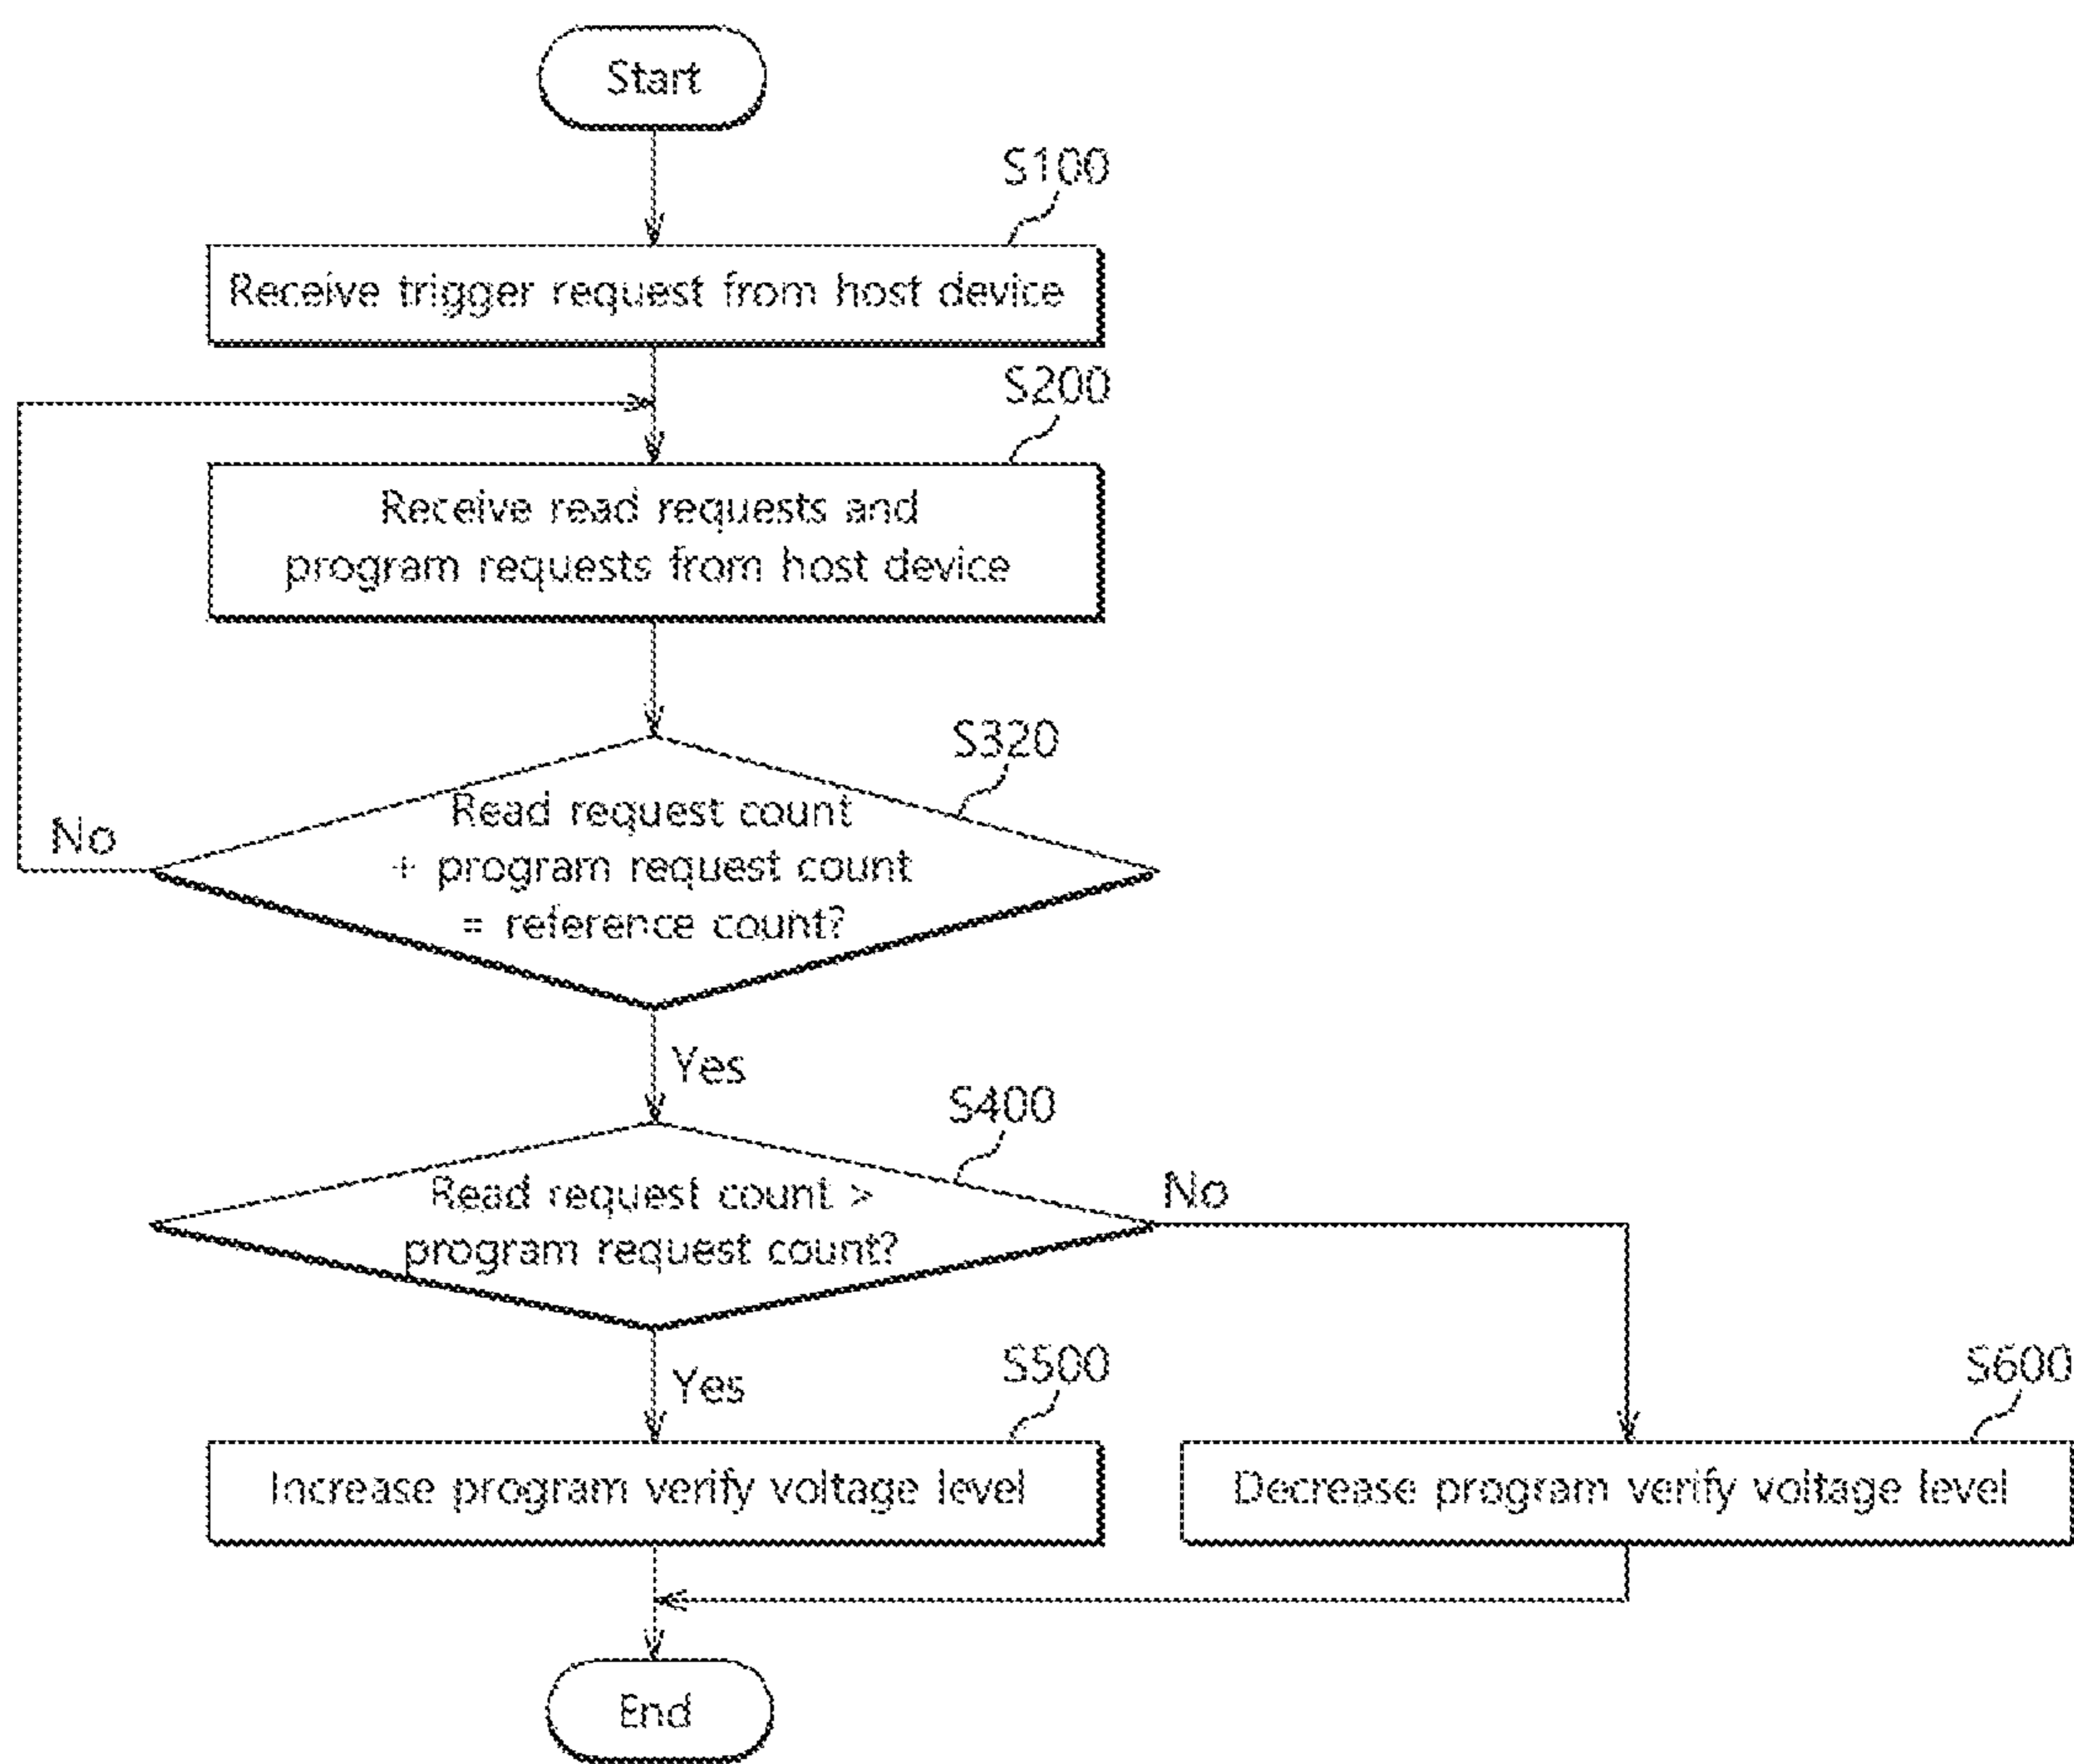 Start
S100
Receive trigger request from host device
S200
Receive read requests and
program requests from host device
S320
Read request count
+ program request count
= reference count?
No
Yes
S400
Read request count >
program request count?
No
Yes
S500
Increase program verify voltage level
S600
Decrease program verify voltage level
End